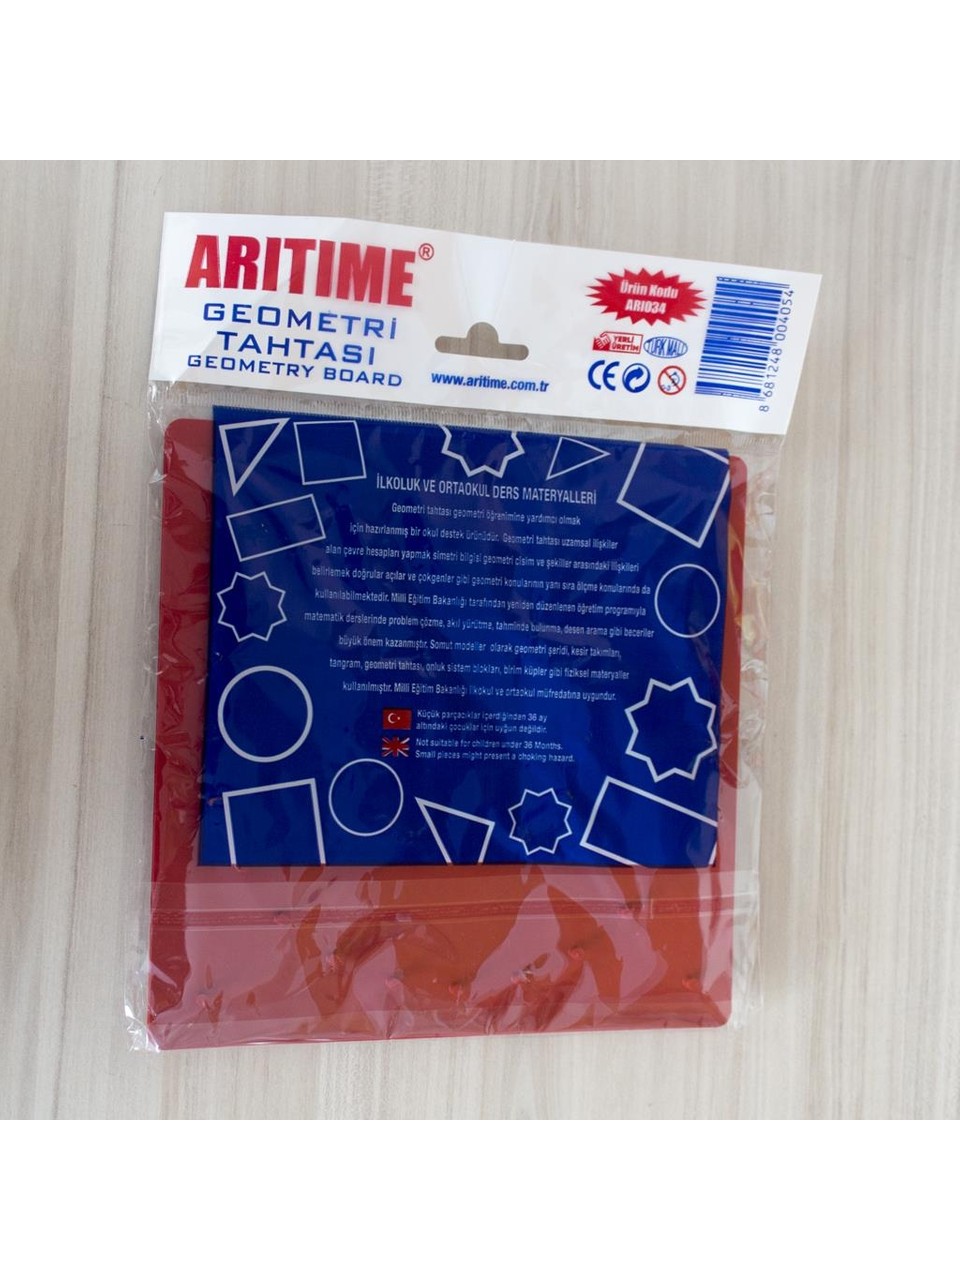 ARITIME®
GEOMETRİ
TAHTASI
GEOMETRY BOARD
www.aritime.com.tr
Ürün Kodu
ARI034
YERLİ
ÜRETİM
TÜRK MALI
CE
0-3
8 681248 004054
İLKOLUK VE ORTAOKUL DERS MATERYALLERİ
Geometri tahtası geometri öğrenimine yardımcı olmak
için hazırlanmış bir okul destek ürünüdür. Geometri tahtası uzamsal ilişkiler
alan çevre hesapları yapmak simetri bilgisi geometri cisim ve şekiller arasındaki ilişkileri
belirlemek doğrular açılar ve çokgenler gibi geometri konularının yanı sıra ölçme konularında da
kullanılabilmektedir. Milli Eğitim Bakanlığı tarafından yeniden düzenlenen öğretim programıyla
matematik derslerinde problem çözme, akıl yürütme, tahminde bulunma, desen arama gibi beceriler
büyük önem kazanmıştır. Somut modeller olarak geometri şeridi, kesir takımları,
tangram, geometri tahtası, onluk sistem blokları, birim küpler gibi fiziksel materyaller
kullanılmıştır. Milli Eğitim Bakanlığı ilkokul ve ortaokul müfredatına uygundur.
Küçük parçacıklar içerdiğinden 36 ay
altındaki çocuklar için uygun değildir.
Not suitable for children under 36 Months.
Small pieces might present a choking hazard.